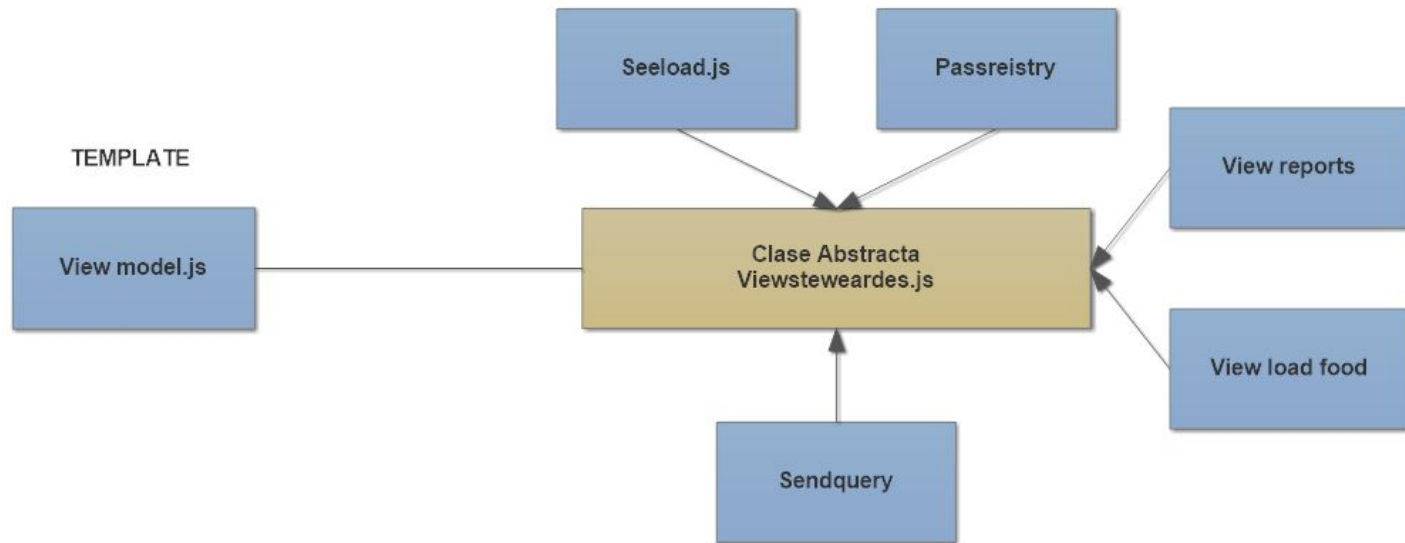 Seeload.js
Passreistry
TEMPLATE
View reports
View model.js
Clase Abstracta
Viewsteweardes.js
View load food
Sendquery